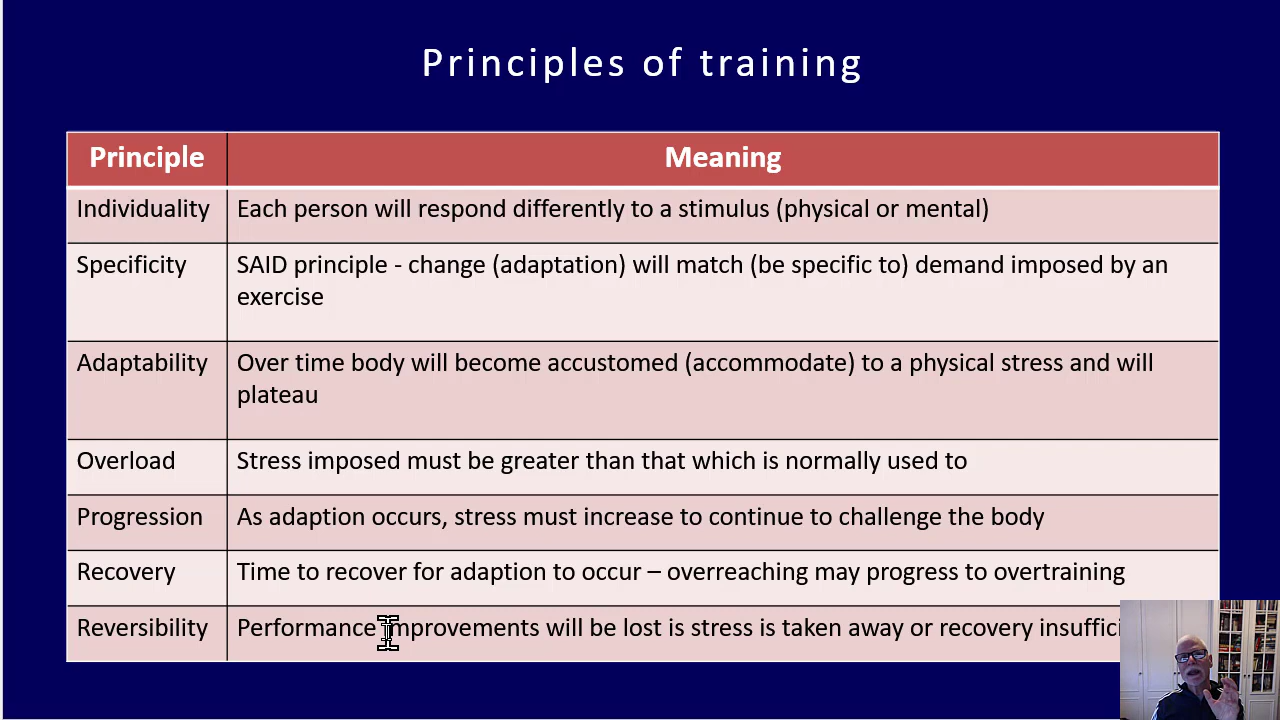 Principles of training
Principle
Meaning
Individuality
Each person will respond differently to a stimulus (physical or mental)
Specificity
SAID principle - change (adaptation) will match (be specific to) demand imposed by an
exercise
Adaptability
Over time body will become accustomed (accommodate) to a physical stress and will
plateau
Overload
Stress imposed must be greater than that which is normally used to
Progression
As adaption occurs, stress must increase to continue to challenge the body
Recovery
Time to recover for adaption to occur – overreaching may progress to overtraining
Reversibility
Performance improvements will be lost is stress is taken away or recovery